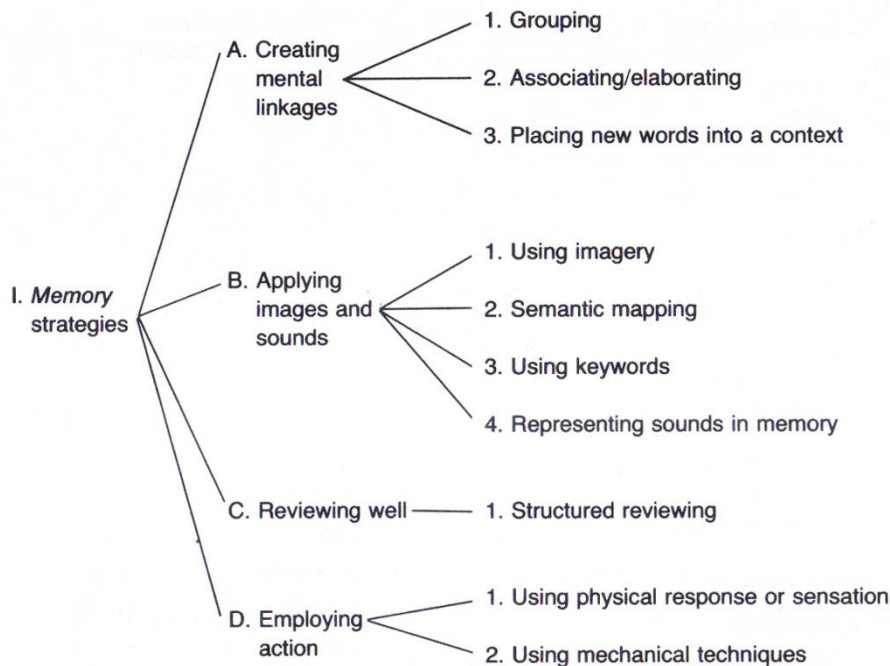 I. Memory
strategies
A. Creating
mental
linkages
1. Grouping
2. Associating/elaborating
3. Placing new words into a context
B. Applying
images and
sounds
1. Using imagery
2. Semantic mapping
3. Using keywords
4. Representing sounds in memory
C. Reviewing well
1. Structured reviewing
D. Employing
action
1. Using physical response or sensation
2. Using mechanical techniques